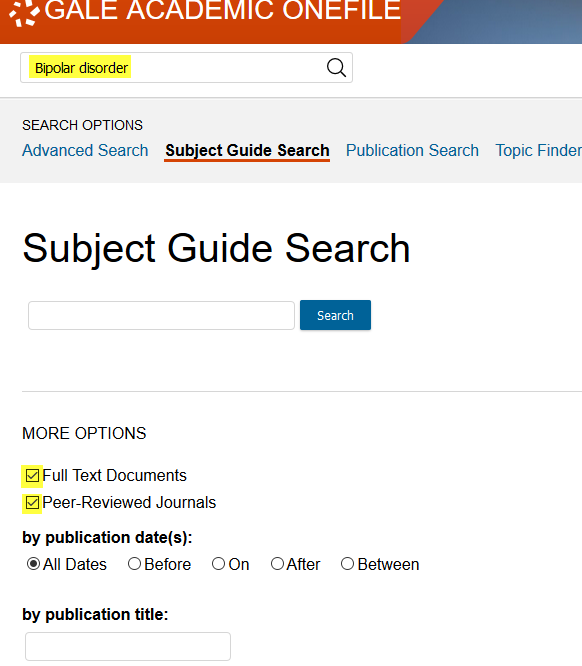 GALE ACADEMIC ONEFILE
Bipolar disorder
SEARCH OPTIONS
Advanced Search Subject Guide Search Publication Search Topic Finder
Subject Guide Search
Search
MORE OPTIONS
Full Text Documents
Peer-Reviewed Journals
by publication date(s):
All Dates Before On After Between
by publication title: